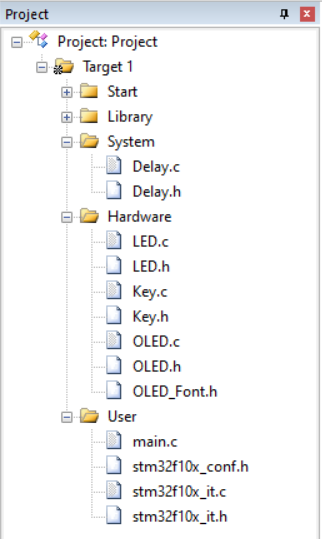 Project
Project: Project
Target 1
Start
Library
System
Delay.c
Delay.h
Hardware
LED.c
LED.h
Key.c
Key.h
OLED.c
OLED.h
OLED_Font.h
User
main.c
stm32f10x_conf.h
stm32f10x_it.c
stm32f10x_it.h